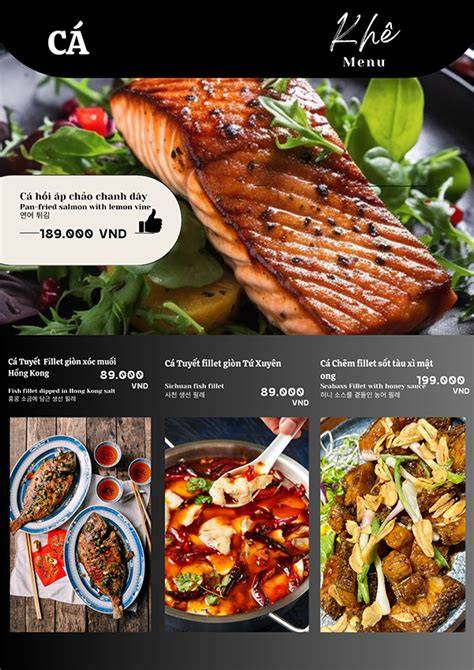 CÁ
Khê
Menu
Cá hồi áp chảo chanh dây
Pan-fried salmon with lemon vine
연어 튀김
189.000 VND
Cá Tuyết Fillet giòn xóc muối
Hong Kong
89.000
VND
Fish fillet dipped in Hong Kong salt
홍콩 소금에 담근 생선 필레
Cá Tuyết fillet giòn Tứ Xuyên
Sichuan fish fillet
사천 생선 필레
89.000
VND
Cá Chẽm fillet sốt tàu xì mật
ong
199.000
VND
Seabass Fillet with honey sauce
허니 소스를 곁들인 농어 필레